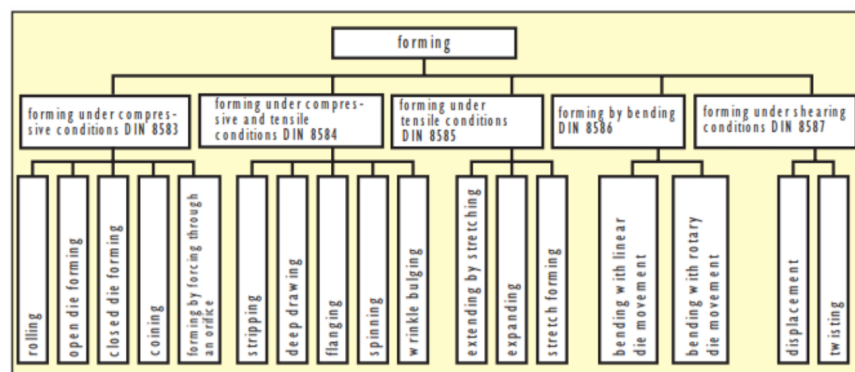 forming
forming under compres-
sive conditions DIN 8583
forming under compres-
sive and tensile
conditions DIN 8584
forming under
tensile conditions
DIN 8585
forming by bending
DIN 8586
forming under shearing
conditions DIN 8587
rolling
open die forming
closed die forming
coining
forming by forcing through
an orifice
stripping
deep drawing
flanging
spinning
wrinkle bulging
extending by stretching
expanding
stretch forming
bending with linear
die movement
bending with rotary
die movement
displacement
twisting